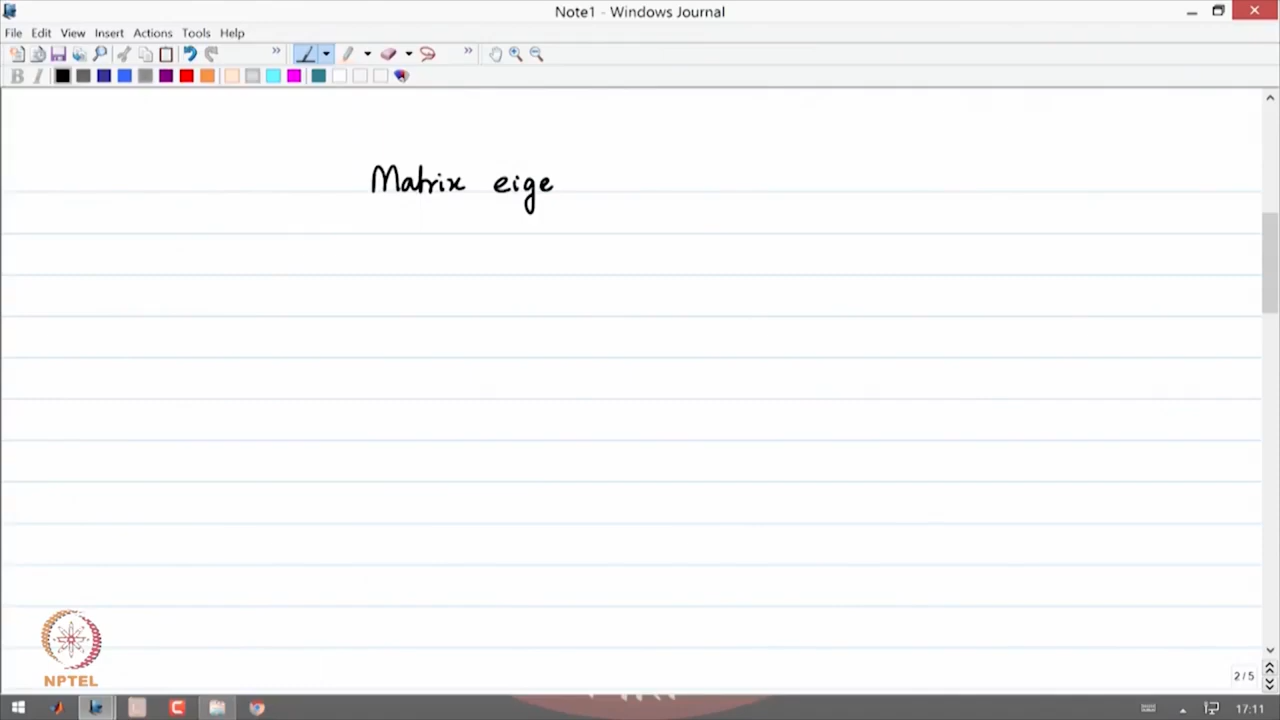 Note1 - Windows Journal
File Edit View Insert Actions Tools Help
B I
Matrix eige
NPTEL
2/5
17:11